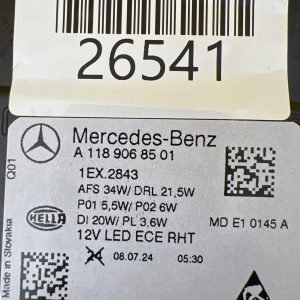 26541
Mercedes-Benz
A 118 906 85 01
1EX.2843
AFS 34W/ DRL 21,5W
P01 5,5W/ P02 6W
DI 20W/ PL 3,6W
12V LED ECE RHT
HELLA
MD E1 0145 A
08.07.24 05:30
Q01
Made in Slovakia